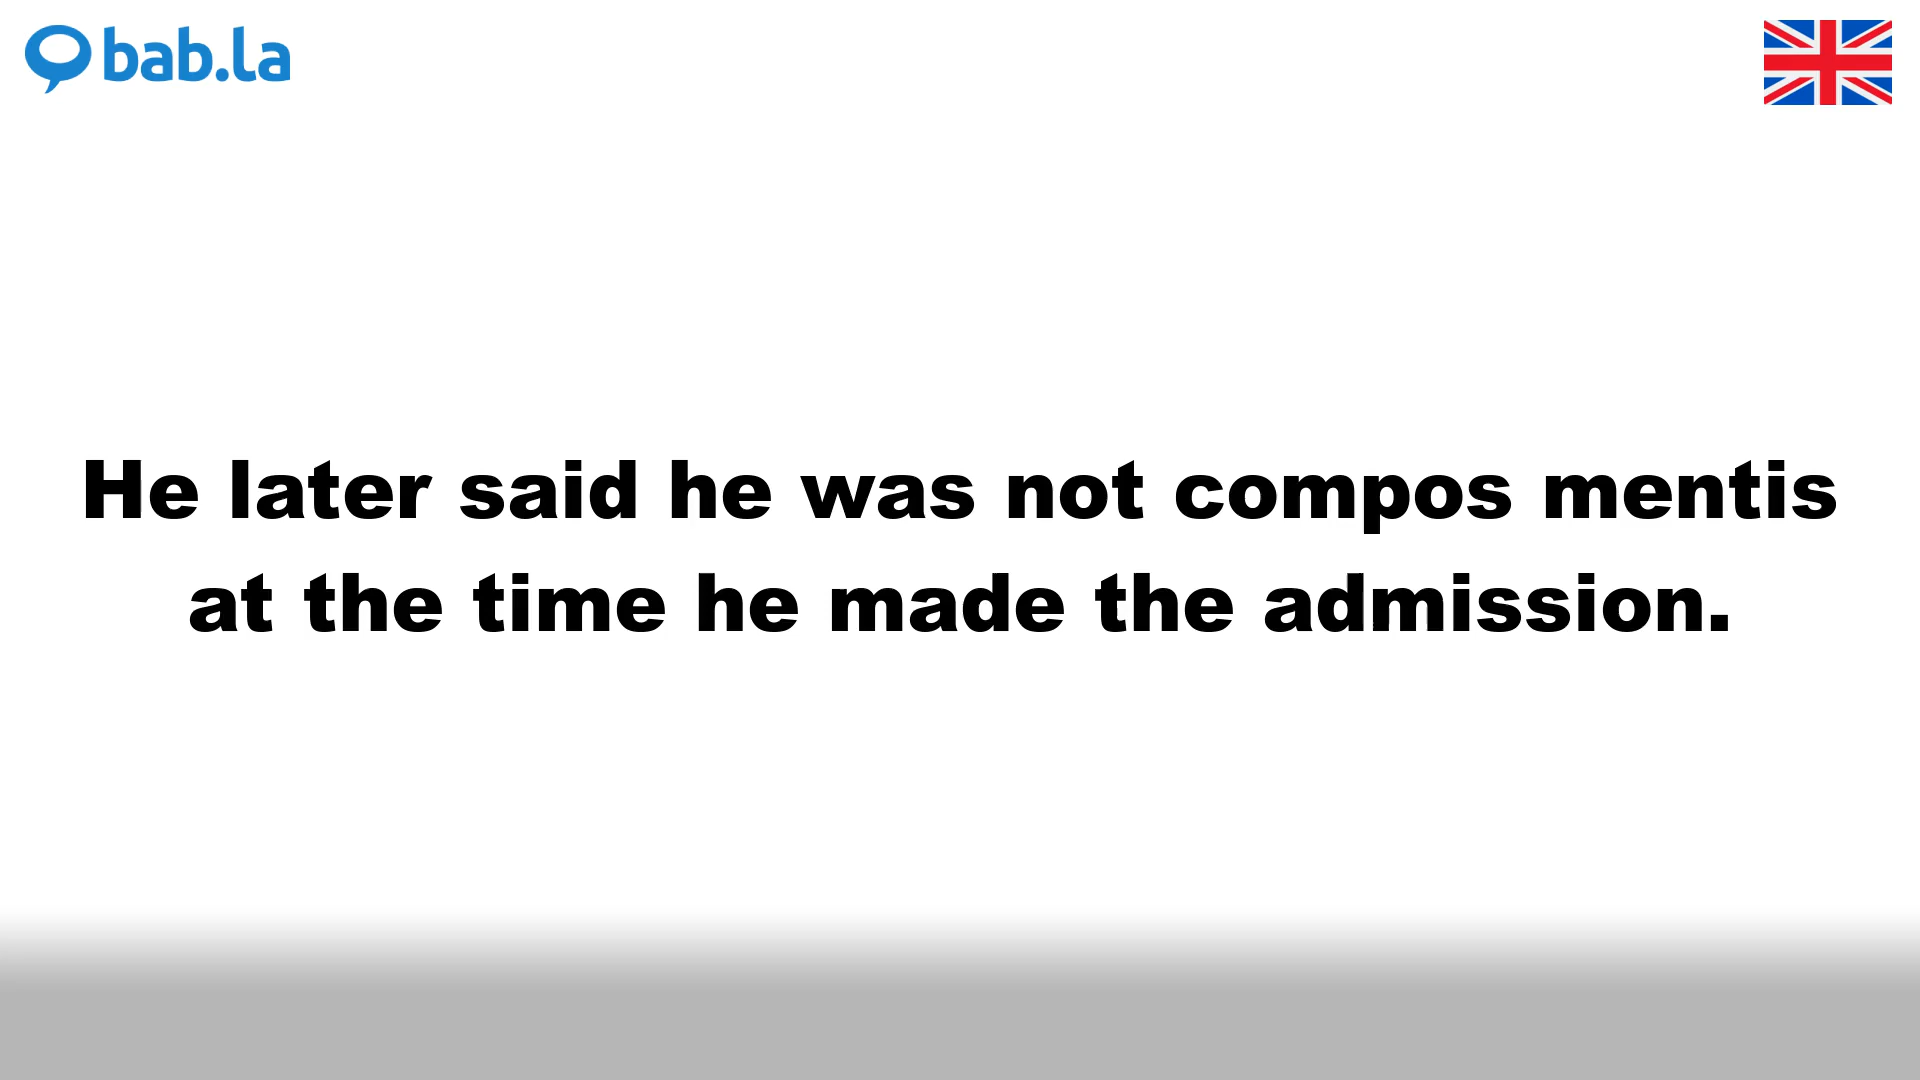 bab.la
He later said he was not compos mentis
at the time he made the admission.